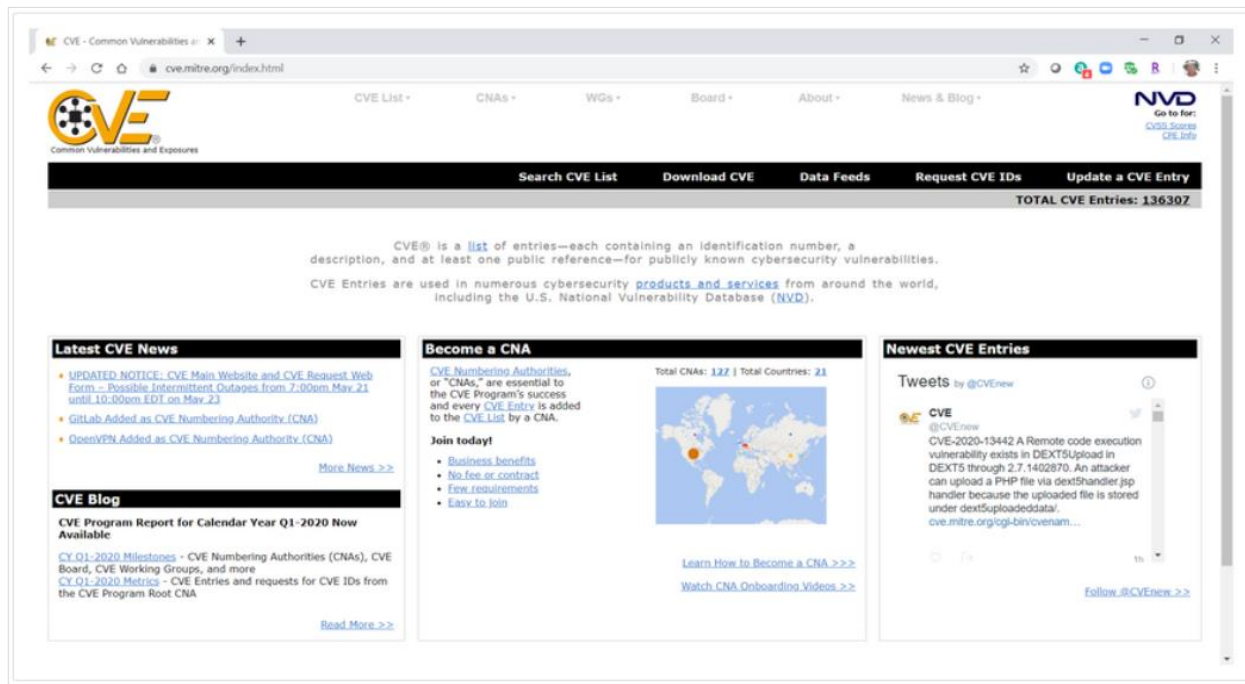 CVE - Common Vulnerabilities an
cve.mitre.org/index.html
CVE®
Common Vulnerabilities and Exposures
CVE List
CNAs
WGs
Board
About
News & Blog
NVD
Go to for:
CVSS Scores
CPE Info
Search CVE List
Download CVE
Data Feeds
Request CVE IDs
Update a CVE Entry
TOTAL CVE Entries: 136307
CVE® is a list of entries—each containing an identification number, a
description, and at least one public reference—for publicly known cybersecurity vulnerabilities.
CVE Entries are used in numerous cybersecurity products and services from around the world,
including the U.S. National Vulnerability Database (NVD).
Latest CVE News
UPDATED NOTICE: CVE Main Website and CVE Request Web
Form – Possible Intermittent Outages from 7:00pm May 21
until 10:00pm EDT on May 23
GitLab Added as CVE Numbering Authority (CNA)
OpenVPN Added as CVE Numbering Authority (CNA)
More News >>
CVE Blog
CVE Program Report for Calendar Year Q1-2020 Now
Available
CY Q1-2020 Milestones - CVE Numbering Authorities (CNAs), CVE
Board, CVE Working Groups, and more
CY Q1-2020 Metrics - CVE Entries and requests for CVE IDs from
the CVE Program Root CNA
Read More >>
Become a CNA
CVE Numbering Authorities,
or "CNAs," are essential to
the CVE Program's success
and every CVE Entry is added
to the CVE List by a CNA.
Join today!
Business benefits
No fee or contract
Few requirements
Easy to join
Total CNAs: 127 | Total Countries: 21
Learn How to Become a CNA >>>
Watch CNA Onboarding Videos >>
Newest CVE Entries
Tweets by @CVEnew
CVE
@CVEnew
CVE-2020-13442 A Remote code execution
vulnerability exists in DEXT5Upload in
DEXT5 through 2.7.1402870. An attacker
can upload a PHP file via dext5handler.jsp
handler because the uploaded file is stored
under dext5uploadeddata/.
cve.mitre.org/cgi-bin/cvenam…
1h
Follow @CVEnew >>